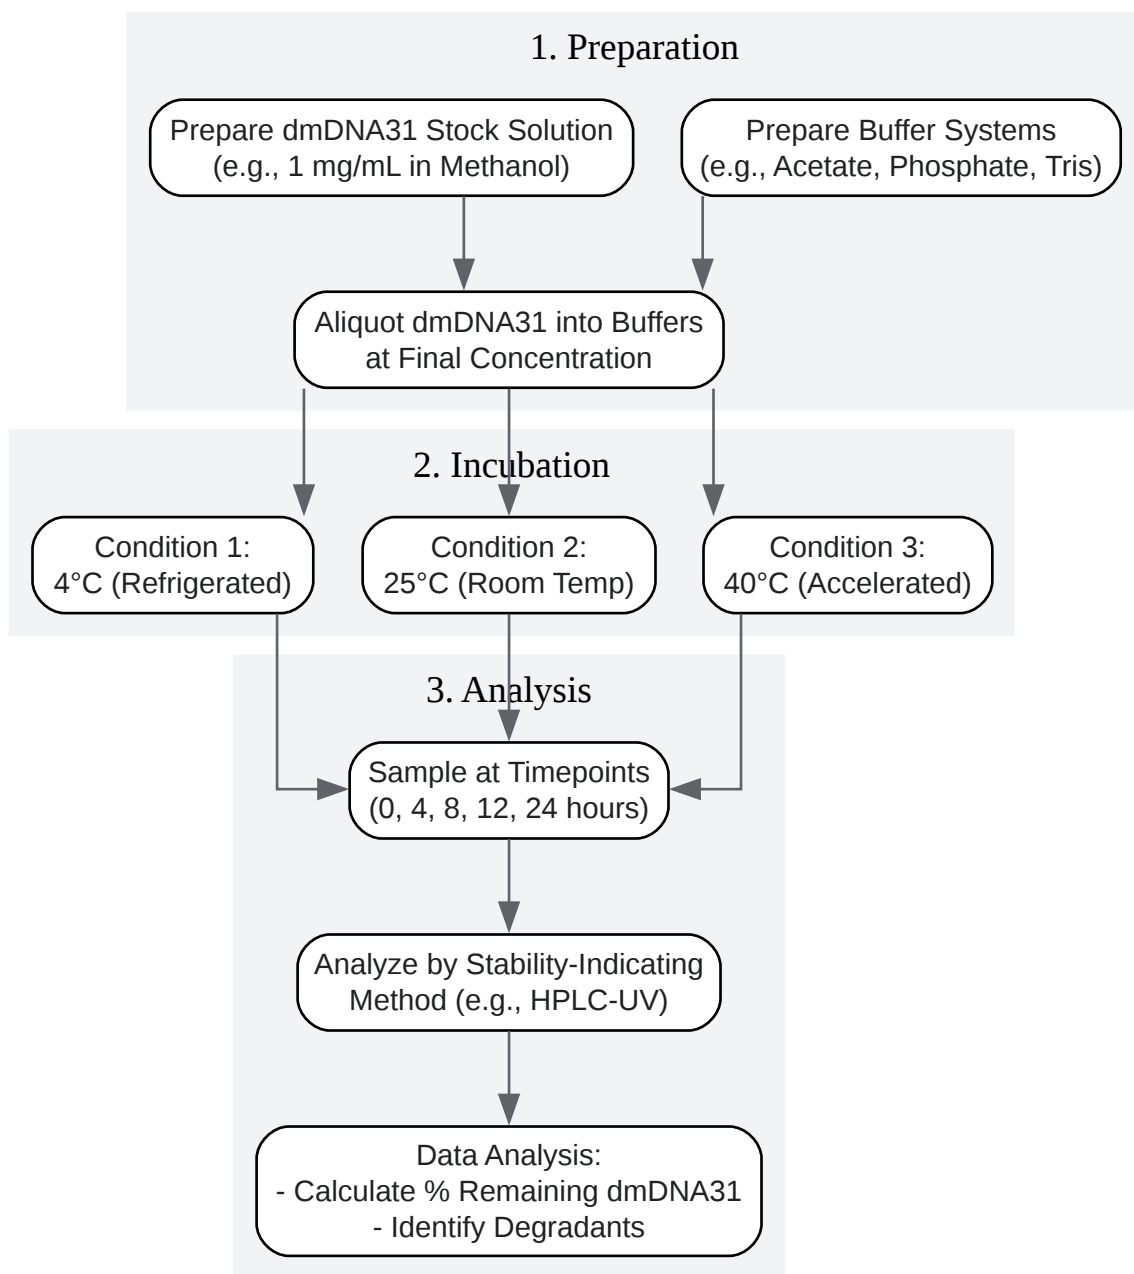 1. Preparation
Prepare dmDNA31 Stock Solution
(e.g., 1 mg/mL in Methanol)
Prepare Buffer Systems
(e.g., Acetate, Phosphate, Tris)
Aliquot dmDNA31 into Buffers
at Final Concentration
2. Incubation
Condition 1:
4°C (Refrigerated)
Condition 2:
25°C (Room Temp)
Condition 3:
40°C (Accelerated)
3. Analysis
Sample at Timepoints
(0, 4, 8, 12, 24 hours)
Analyze by Stability-Indicating
Method (e.g., HPLC-UV)
Data Analysis:
- Calculate % Remaining dmDNA31
- Identify Degradants